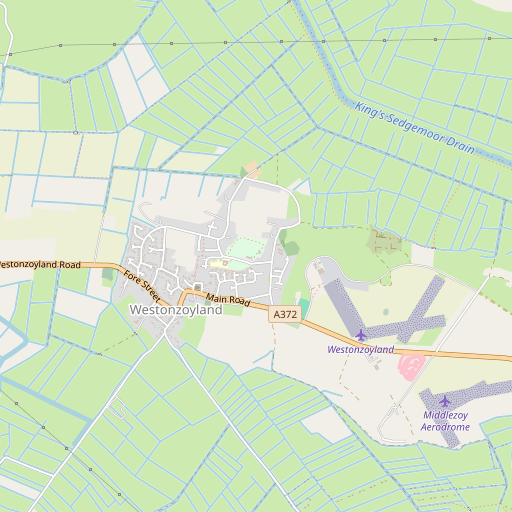 King's Sedgemoor Drain
Westonzoyland Road
Fore Street
Main Road
A372
Westonzoyland
Westonzoyland
Middlezoy
Aerodrome